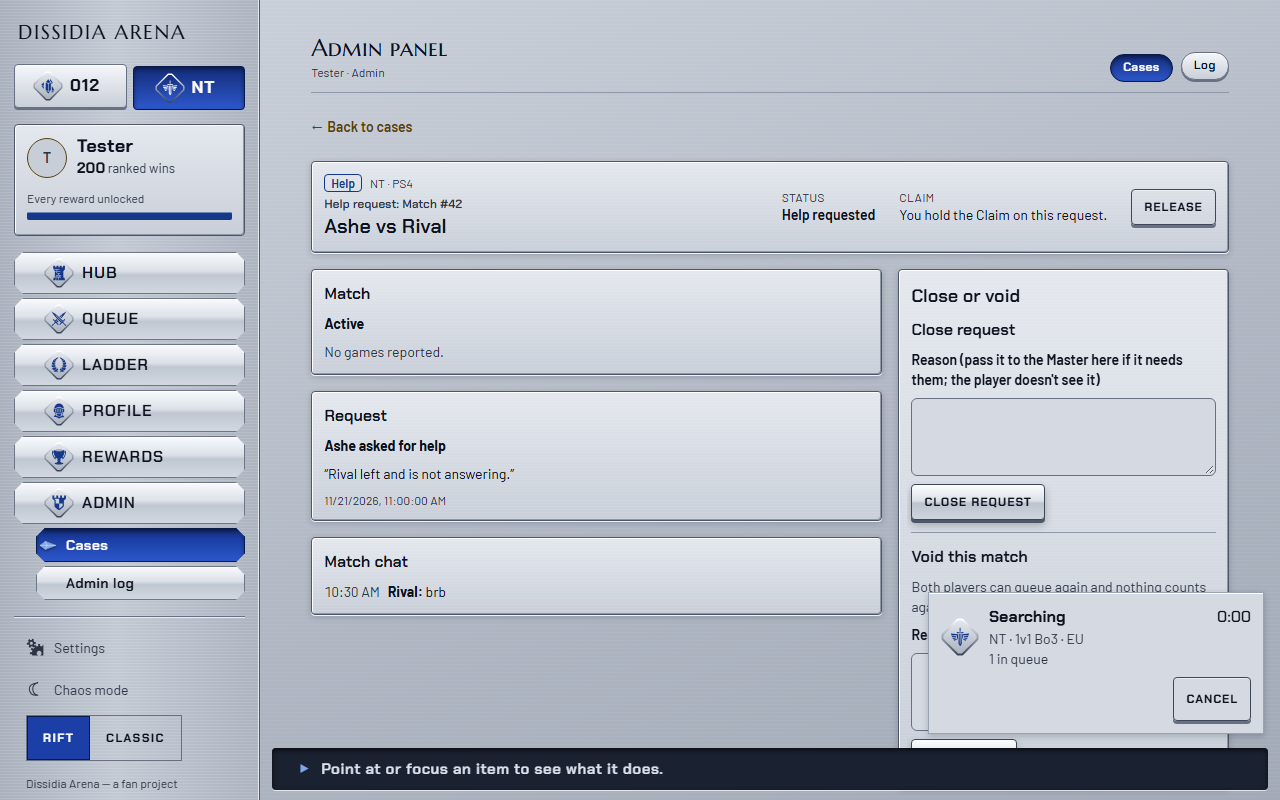 DISSIDIA ARENA
012
NT
T
Tester
200 ranked wins
Every reward unlocked
HUB
QUEUE
LADDER
PROFILE
REWARDS
ADMIN
Cases
Admin log
Settings
Chaos mode
RIFT
CLASSIC
Dissidia Arena — a fan project
Admin panel
Tester · Admin
Cases
Log
← Back to cases
Help NT · PS4
Help request: Match #42
Ashe vs Rival
STATUS
Help requested
CLAIM
You hold the Claim on this request.
RELEASE
Match
Active
No games reported.
Request
Ashe asked for help
“Rival left and is not answering.”
11/21/2026, 11:00:00 AM
Match chat
10:30 AM Rival: brb
Close or void
Close request
Reason (pass it to the Master here if it needs
them; the player doesn't see it)
CLOSE REQUEST
Void this match
Both players can queue again and nothing counts
Searching
0:00
NT · 1v1 Bo3 · EU
1 in queue
CANCEL
Point at or focus an item to see what it does.